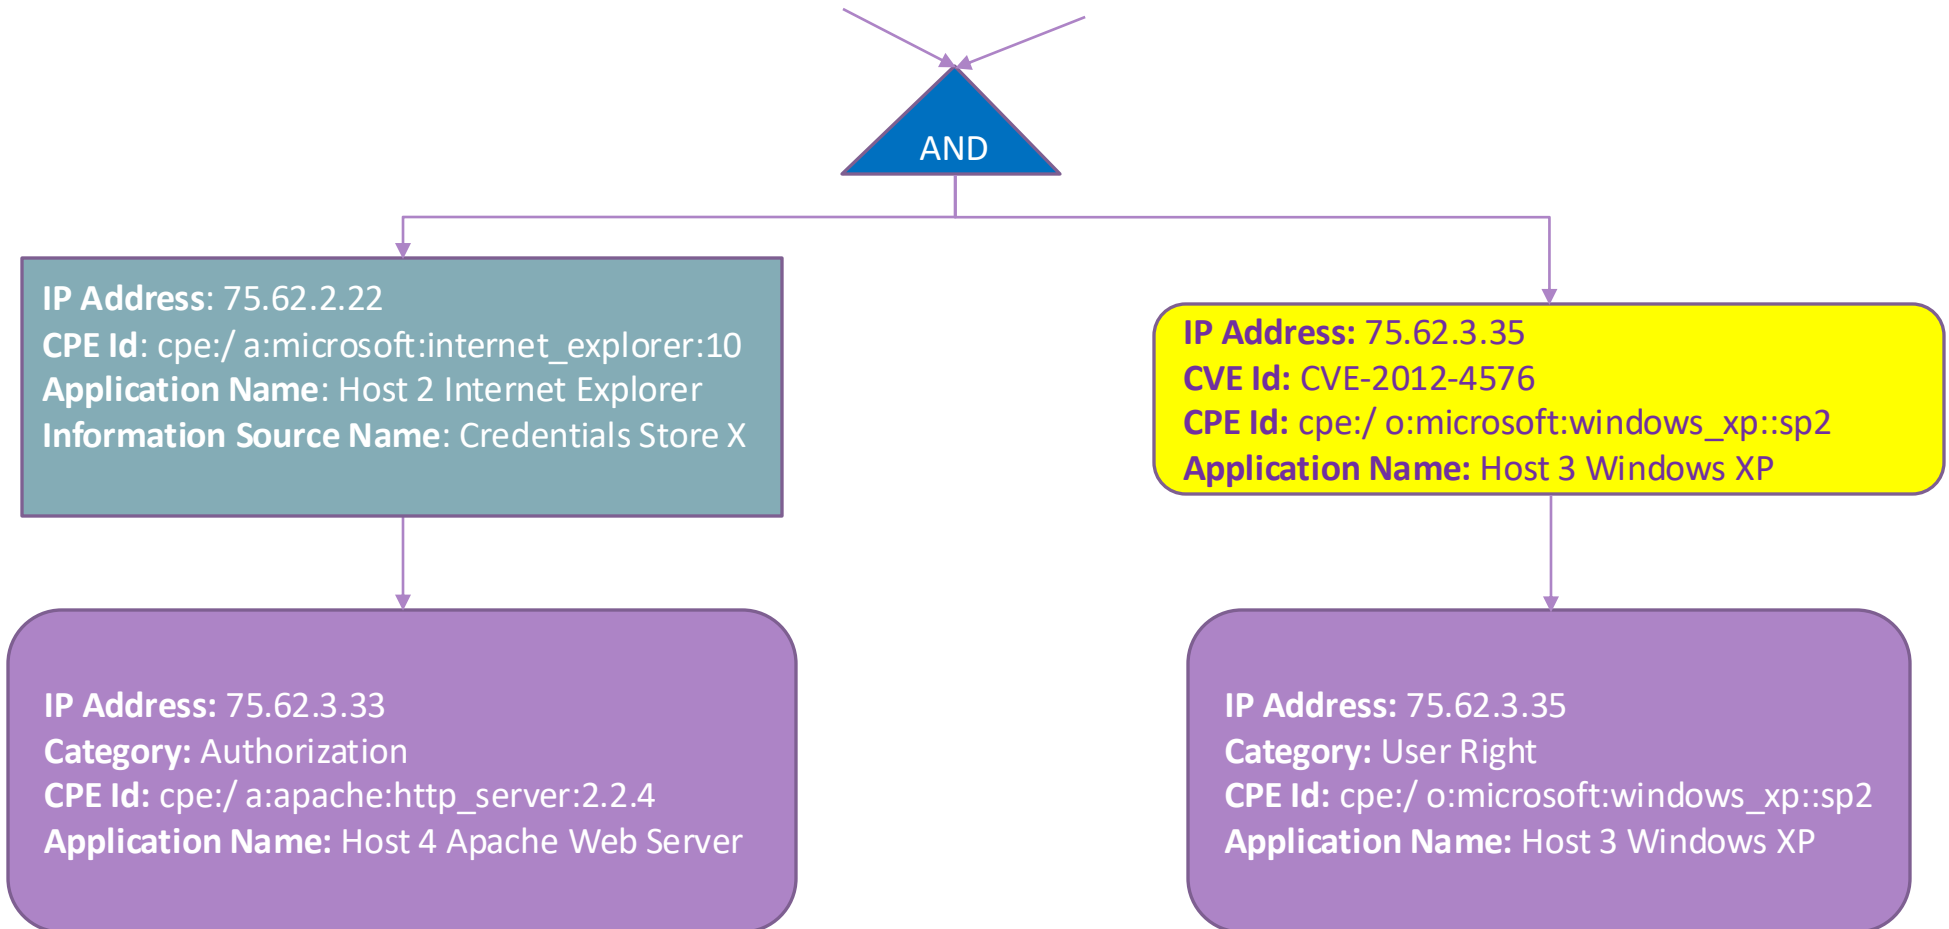 AND
IP Address: 75.62.2.22
CPE Id: cpe:/ a:microsoft:internet_explorer:10
Application Name: Host 2 Internet Explorer
Information Source Name: Credentials Store X
IP Address: 75.62.3.35
CVE Id: CVE-2012-4576
CPE Id: cpe:/ o:microsoft:windows_xp::sp2
Application Name: Host 3 Windows XP
IP Address: 75.62.3.33
Category: Authorization
CPE Id: cpe:/ a:apache:http_server:2.2.4
Application Name: Host 4 Apache Web Server
IP Address: 75.62.3.35
Category: User Right
CPE Id: cpe:/ o:microsoft:windows_xp::sp2
Application Name: Host 3 Windows XP